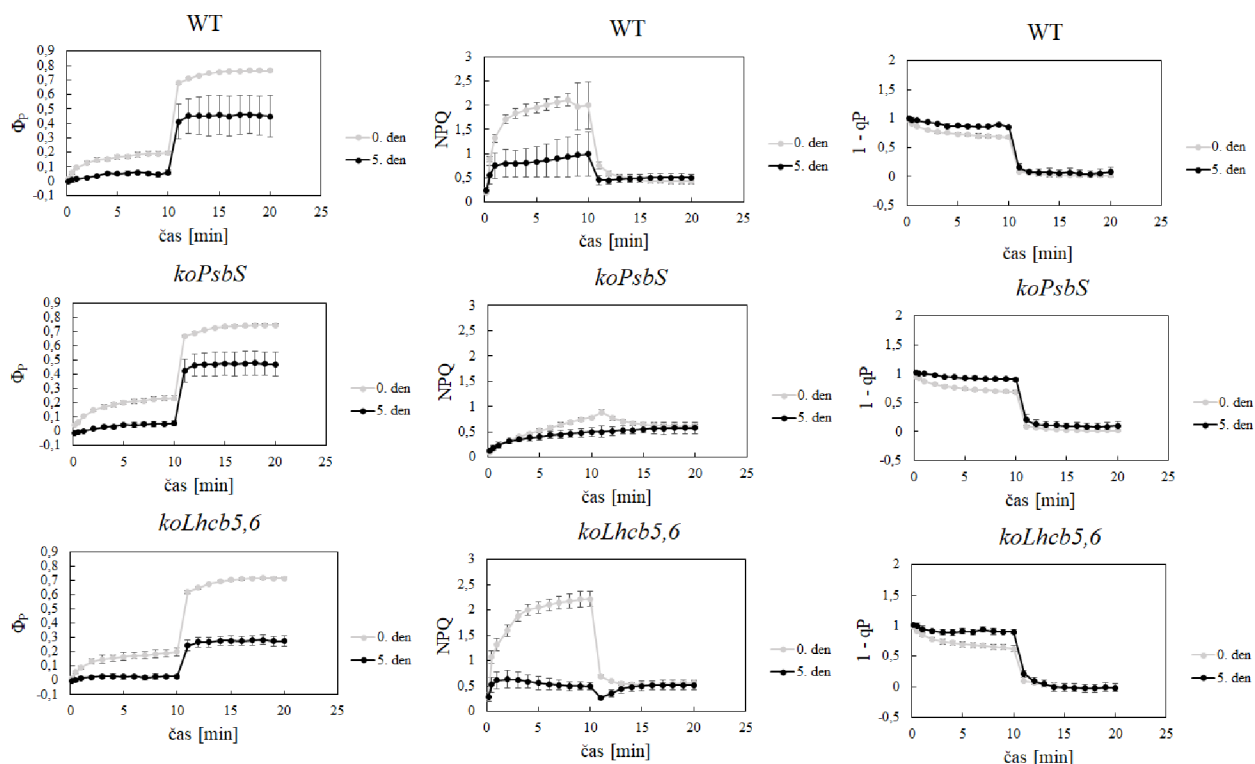 WT
0,9
0,8
0,7
0,6
0,5
0,4
0,3
0,2
0,1
0
-0,1
ΦP
0 5 10 15 20 25
čas [min]
0. den
5. den
WT
3
2,5
2
1,5
1
0,5
0
NPQ
0 5 10 15 20 25
čas [min]
0. den
5. den
WT
2
1,5
1
0,5
0
-0,5
1 - qP
0 5 10 15 20 25
čas [min]
0. den
5. den
koPsbS
0,9
0,8
0,7
0,6
0,5
0,4
0,3
0,2
0,1
0
-0,1
ΦP
0 5 10 15 20 25
čas [min]
0. den
5. den
koPsbS
3
2,5
2
1,5
1
0,5
0
NPQ
0 5 10 15 20 25
čas [min]
0. den
5. den
koPsbS
2
1,5
1
0,5
0
-0,5
1 - qP
0 5 10 15 20 25
čas [min]
0. den
5. den
koLhcb5,6
0,9
0,8
0,7
0,6
0,5
0,4
0,3
0,2
0,1
0
-0,1
ΦP
0 5 10 15 20 25
čas [min]
0. den
5. den
koLhcb5,6
3
2,5
2
1,5
1
0,5
0
NPQ
0 5 10 15 20 25
čas [min]
0. den
5. den
koLhcb5,6
2
1,5
1
0,5
0
-0,5
1 - qP
0 5 10 15 20 25
čas [min]
0. den
5. den